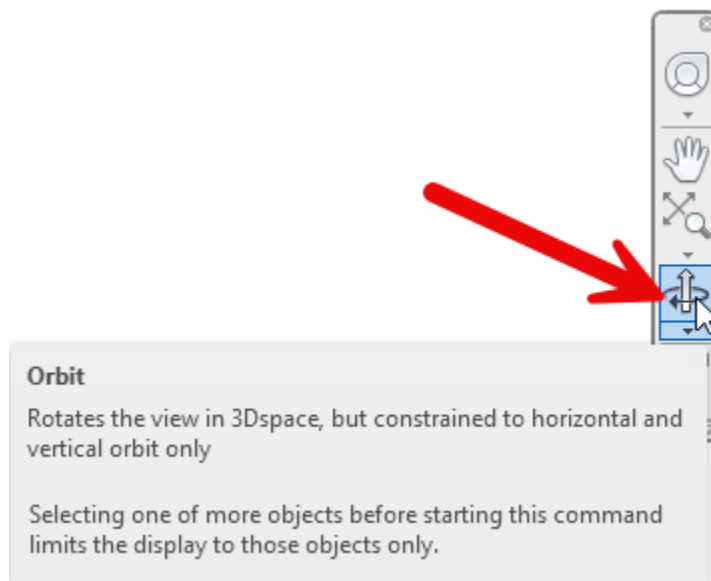 Orbit
Rotates the view in 3Dspace, but constrained to horizontal and
vertical orbit only
Selecting one of more objects before starting this command
limits the display to those objects only.